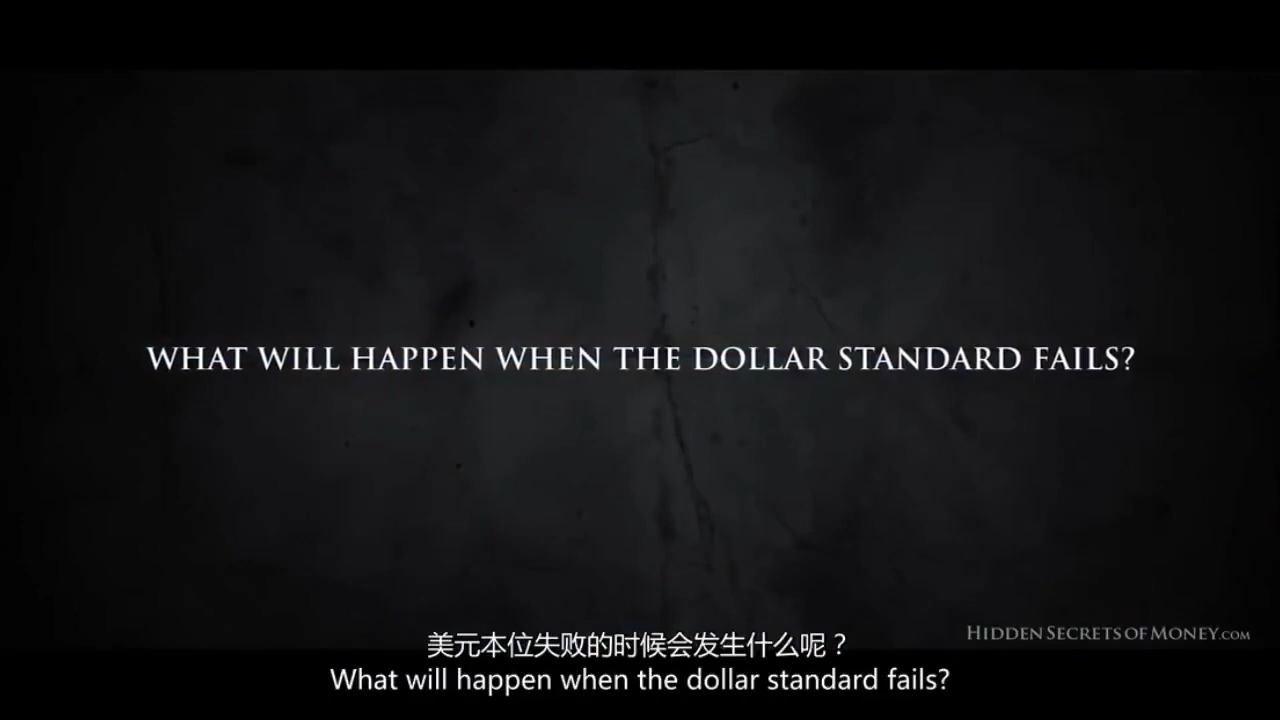 WHAT WILL HAPPEN WHEN THE DOLLAR STANDARD FAILS?
HIDDEN SECRETS OF MONEY.COM
美元本位失败的时候会发生什么呢？
What will happen when the dollar standard fails?